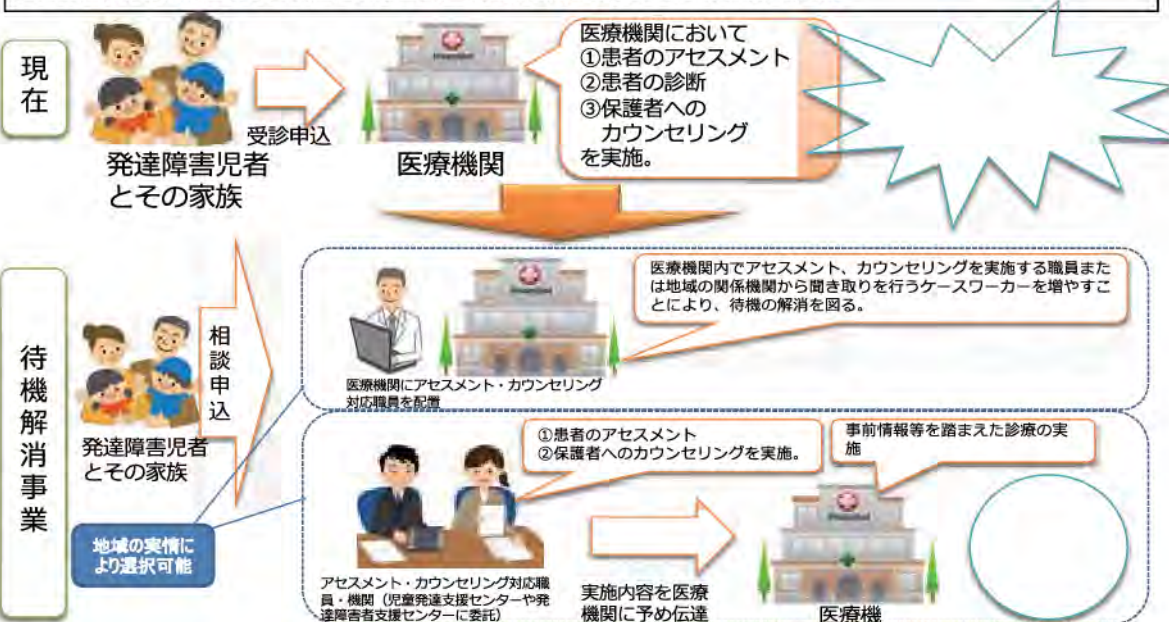 現在
発達障害児者
とその家族
受診申込
医療機関
医療機関において
①患者のアセスメント
②患者の診断
③保護者への
カウンセリング
を実施。
待機解消事業
発達障害児者
とその家族
相談申込
地域の実情に
より選択可能
医療機関にアセスメント・カウンセリング
対応職員を配置
医療機関内でアセスメント、カウンセリングを実施する職員また
は地域の関係機関から聞き取りを行うケースワーカーを増やすこ
とにより、待機の解消を図る。
アセスメント・カウンセリング対応職
員・機関（児童発達支援センターや発
達障害者支援センターに委託）
①患者のアセスメント
②保護者へのカウンセリングを実施。
実施内容を医療
機関に予め伝達
事前情報等を踏まえた診療の実
施
医療機